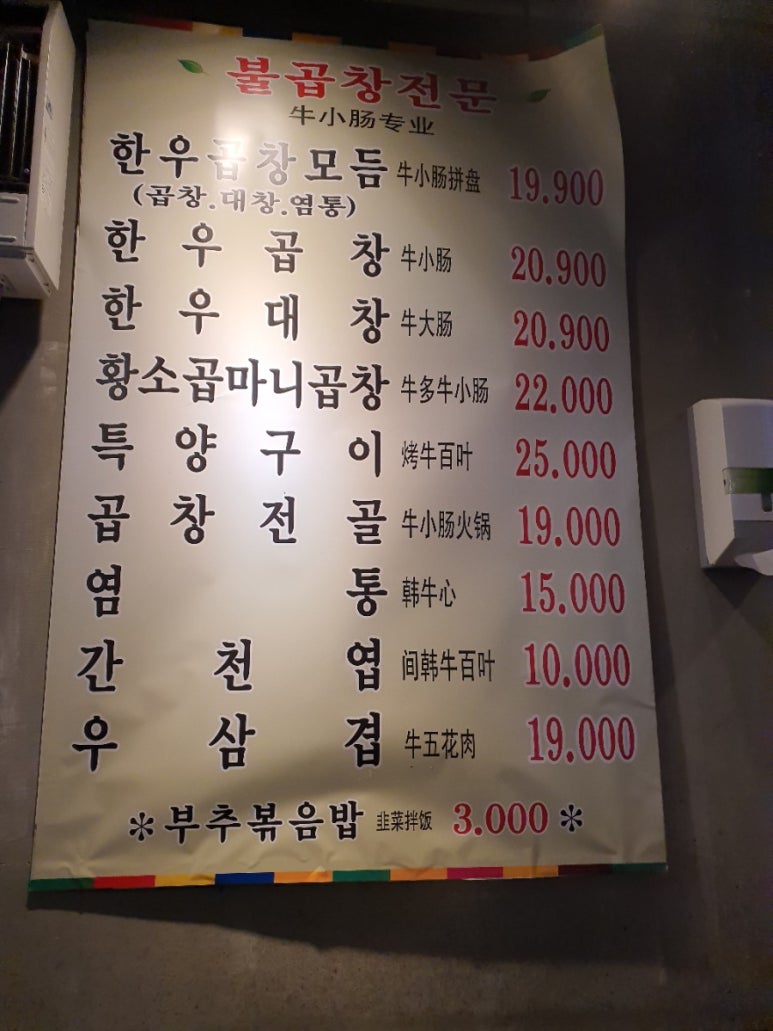 불곱창전문
牛小肠专业
한우곱창모듬 牛小肠拼盘 19.900
(곱창.대창.염통)
한우곱창 牛小肠 20.900
한우대창 牛大肠 20.900
황소곱마니곱창 牛多牛小肠 22.000
특양구이 烤牛百叶 25.000
곱창전골 牛小肠火锅 19.000
염통 韩牛心 15.000
간천엽 间韩牛百叶 10.000
우삼겹 牛五花肉 19.000
*부추볶음밥 韭菜拌饭 3.000*